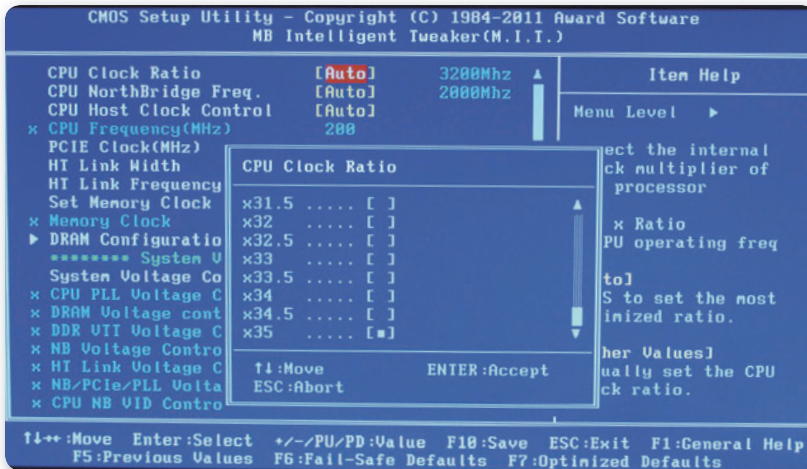 CMOS Setup Utility - Copyright (C) 1984-2011 Award Software
MB Intelligent Tweaker(M.I.T.)
CPU Clock Ratio [Auto] 3200Mhz
CPU NorthBridge Freq. [Auto] 2000Mhz
CPU Host Clock Control [Auto]
x CPU Frequency(MHz) 200
PCIE Clock(MHz)
HT Link Width
HT Link Frequency
Set Memory Clock
x Memory Clock
▶ DRAM Configuratio
******** System V
System Voltage Co
x CPU PLL Voltage C
x DRAM Voltage cont
x DDR VTT Voltage C
x NB Voltage Contro
x HT Link Voltage C
x NB/PCIe/PLL Volta
x CPU NB VID Contro
CPU Clock Ratio
x31.5 ..... [ ]
x32 ..... [ ]
x32.5 ..... [ ]
x33 ..... [ ]
x33.5 ..... [ ]
x34 ..... [ ]
x34.5 ..... [ ]
x35 ..... [▪]
↑↓:Move ENTER:Accept
ESC:Abort
Item Help
Menu Level ▶
ect the internal
ck multiplier of
processor
x Ratio
PU operating freq
to]
S to set the most
imized ratio.
her Values]
ually set the CPU
ck ratio.
↑↓→←:Move Enter:Select +/-/PU/PD:Value F10:Save ESC:Exit F1:General Help
F5:Previous Values F6:Fail-Safe Defaults F7:Optimized Defaults